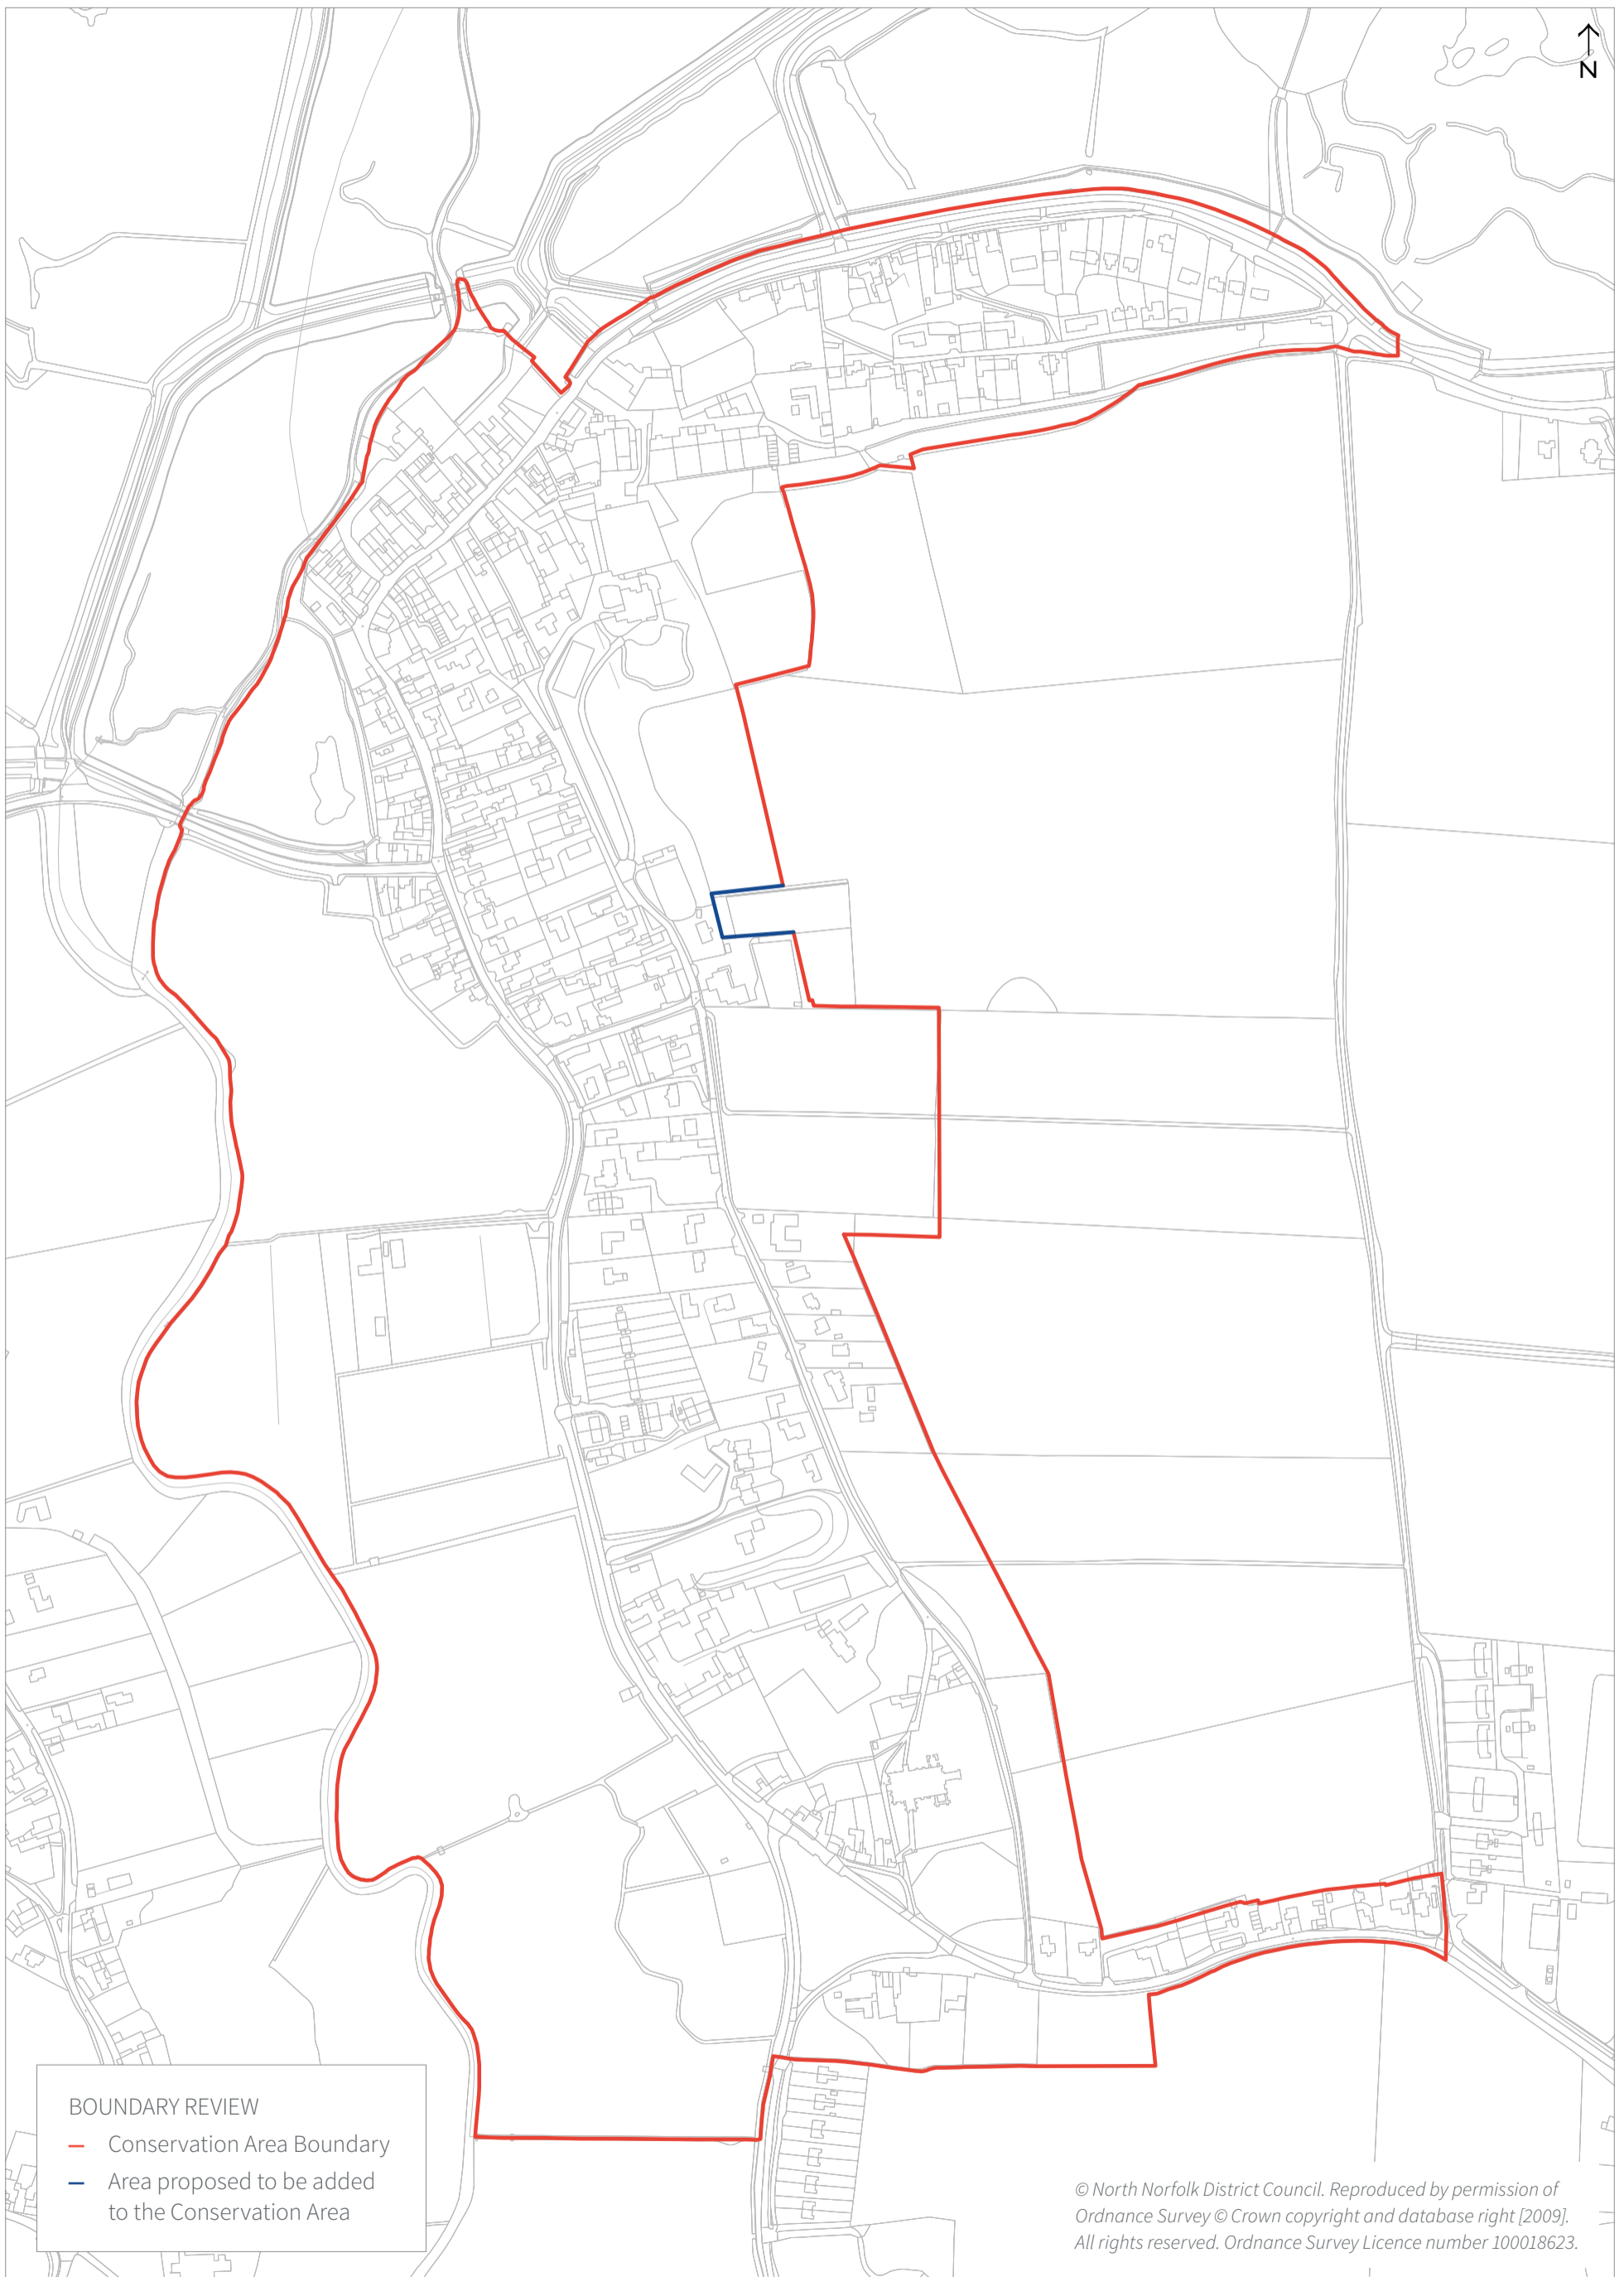 N
BOUNDARY REVIEW
Conservation Area Boundary
Area proposed to be added
to the Conservation Area
© North Norfolk District Council. Reproduced by permission of
Ordnance Survey © Crown copyright and database right [2009].
All rights reserved. Ordnance Survey Licence number 100018623.